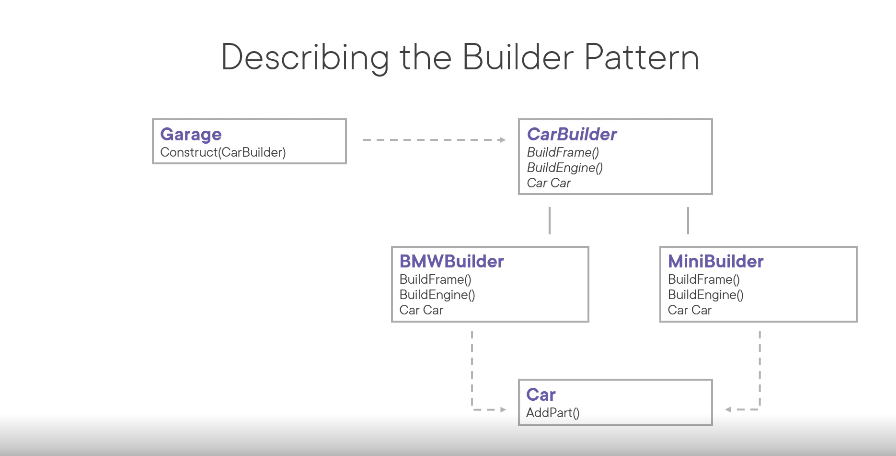 Describing the Builder Pattern
Garage
Construct(CarBuilder)
CarBuilder
BuildFrame()
BuildEngine()
Car Car
BMWBuilder
BuildFrame()
BuildEngine()
Car Car
MiniBuilder
BuildFrame()
BuildEngine()
Car Car
Car
AddPart()